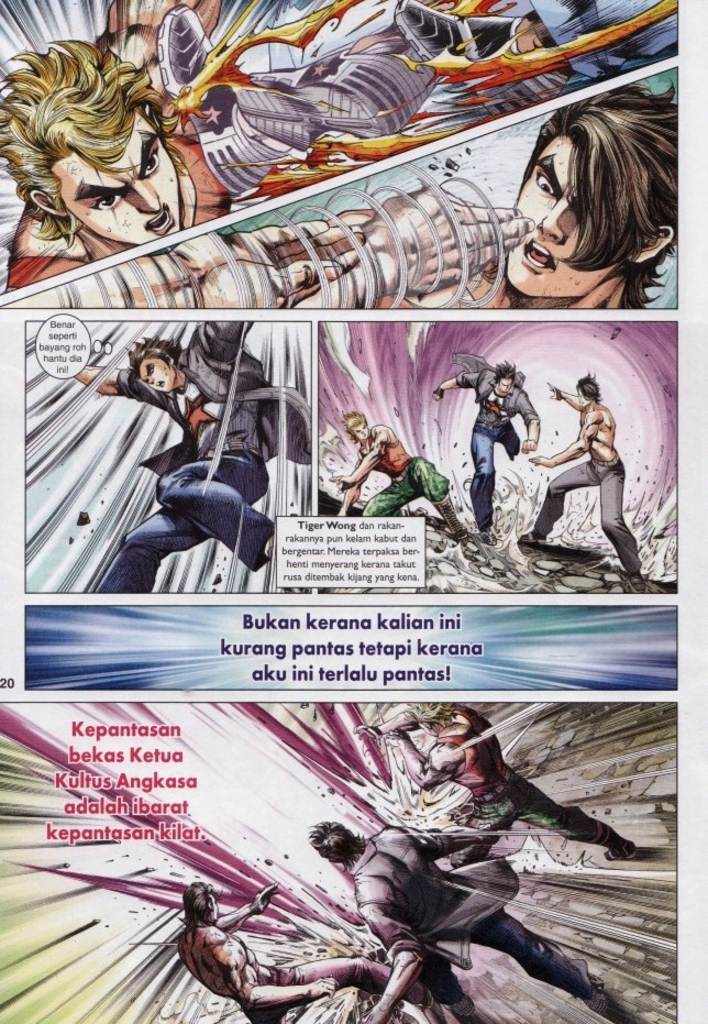 Benar
seperti
bayang roh
hantu dia
ini!
Tiger Wong dan rakan-
rakannya pun kelam kabut dan
bergentar. Mereka terpaksa ber-
henti menyerang kerana takut
rusa ditembak kijang yang kena.
Bukan kerana kalian ini
kurang pantas tetapi kerana
aku ini terlalu pantas!
20
Kepantasan
bekas Ketua
Kultus Angkasa
adalah ibarat
kepantasan kilat.